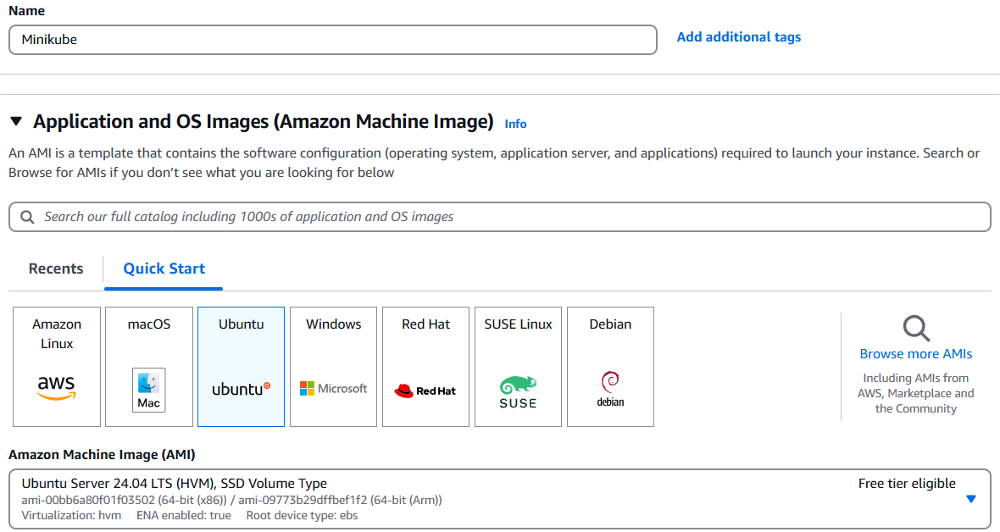 Name
Minikube
Add additional tags
Application and OS Images (Amazon Machine Image) Info
An AMI is a template that contains the software configuration (operating system, application server, and applications) required to launch your instance. Search or
Browse for AMIs if you don’t see what you are looking for below
Search our full catalog including 1000s of application and OS images
Recents
Quick Start
Amazon
Linux
aws
macOS
Mac
Ubuntu
ubuntu
Windows
Microsoft
Red Hat
Red Hat
SUSE Linux
SUSE
Debian
debian
Browse more AMIs
Including AMIs from
AWS, Marketplace and
the Community
Amazon Machine Image (AMI)
Ubuntu Server 24.04 LTS (HVM), SSD Volume Type
Free tier eligible
ami-00bb6a80f01f03502 (64-bit (x86)) / ami-09773b29dffbef1f2 (64-bit (Arm))
Virtualization: hvm ENA enabled: true Root device type: ebs